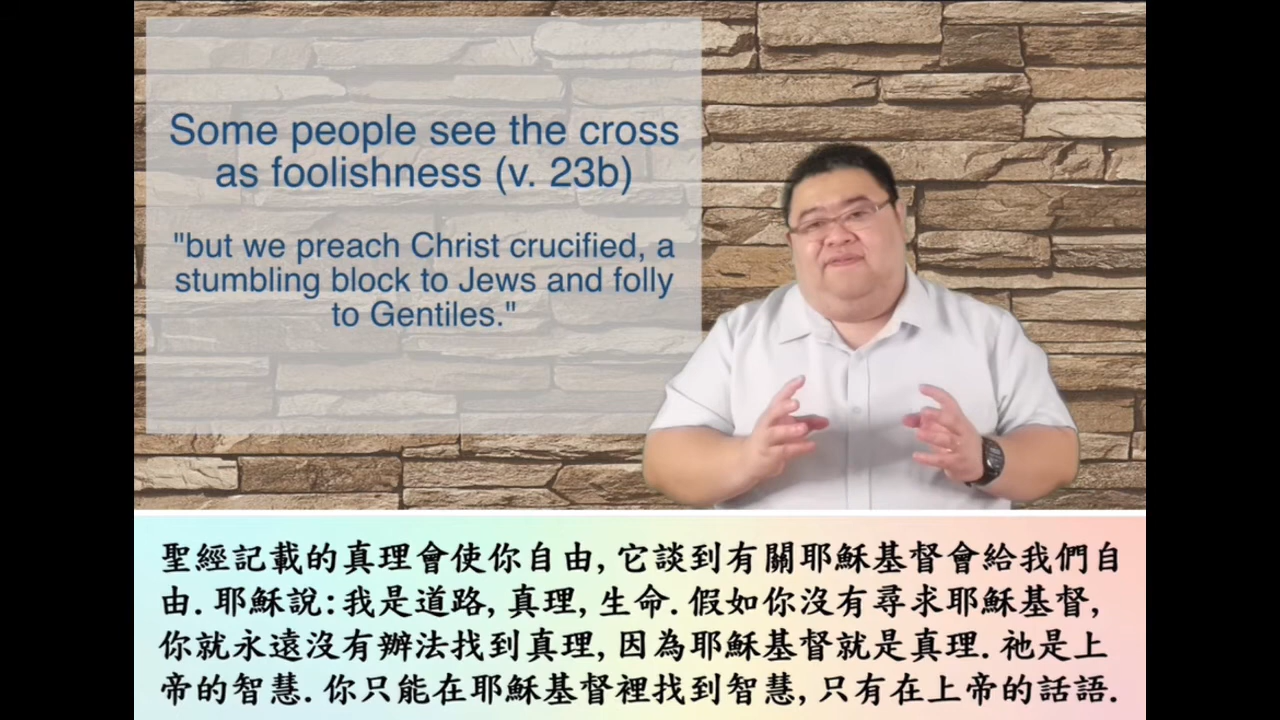 Some people see the cross
as foolishness (v. 23b)
"but we preach Christ crucified, a
stumbling block to Jews and folly
to Gentiles."
聖經記載的真理會使你自由, 它談到有關耶穌基督會給我們自
由. 耶穌說: 我是道路, 真理, 生命. 假如你沒有尋求耶穌基督,
你就永遠沒有辦法找到真理, 因為耶穌基督就是真理. 祂是上
帝的智慧. 你只能在耶穌基督裡找到智慧, 只有在上帝的話語.